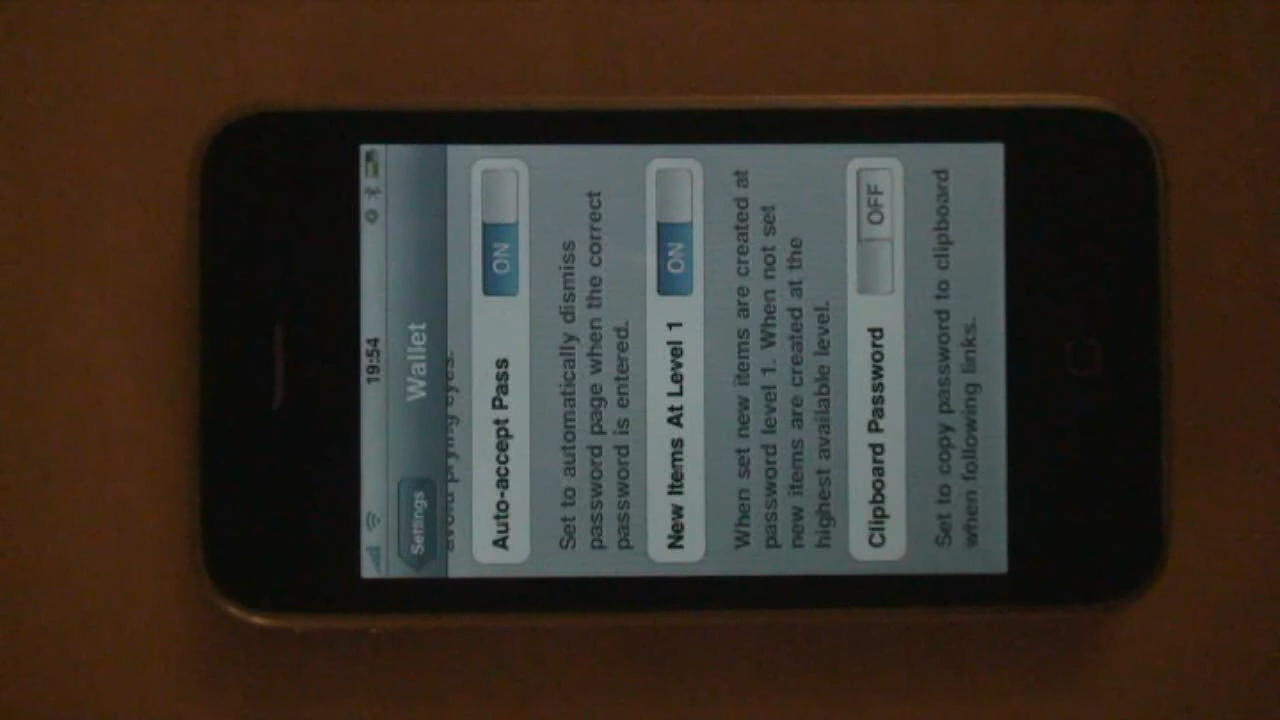 19:54
Settings
Wallet
avoid prying eyes.
Auto-accept Pass
ON
Set to automatically dismiss
password page when the correct
password is entered.
New Items At Level 1
ON
When set new items are created at
password level 1. When not set
new items are created at the
highest available level.
Clipboard Password
OFF
Set to copy password to clipboard
when following links.